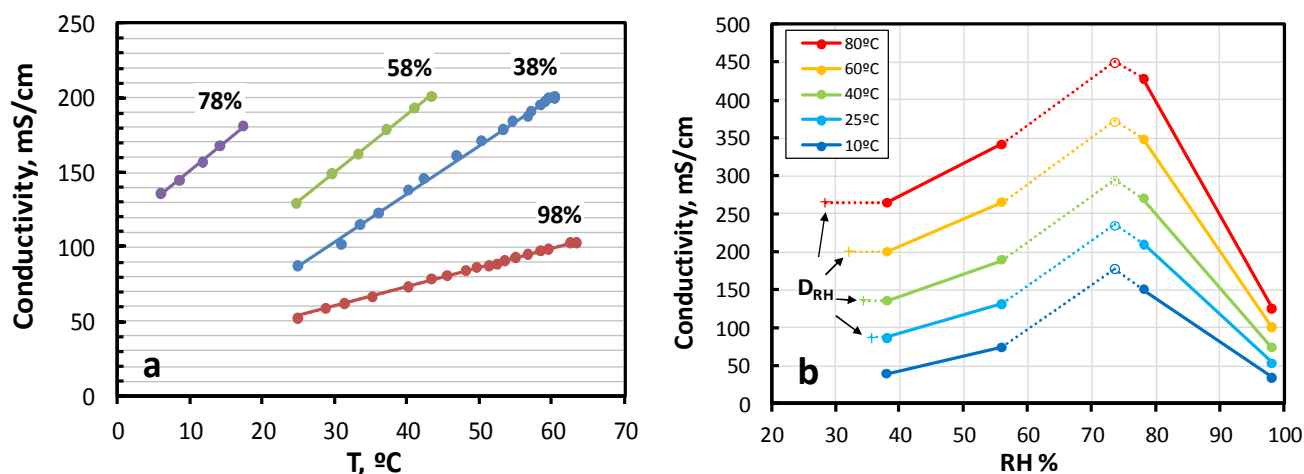 250
200
150
100
50
0
Conductivity, mS/cm
78%
58%
38%
98%
a
0 10 20 30 40 50 60 70
T, ºC
500
450
400
350
300
250
200
150
100
50
0
Conductivity, mS/cm
80ºC
60ºC
40ºC
25ºC
10ºC
DRH
b
20 30 40 50 60 70 80 90 100
RH %